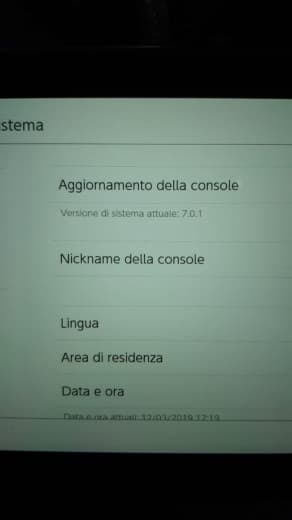 istema
Aggiornamento della console
Versione di sistema attuale: 7.0.1
Nickname della console
Lingua
Area di residenza
Data e ora
Data e ora attuali: 12/03/2019 17:19